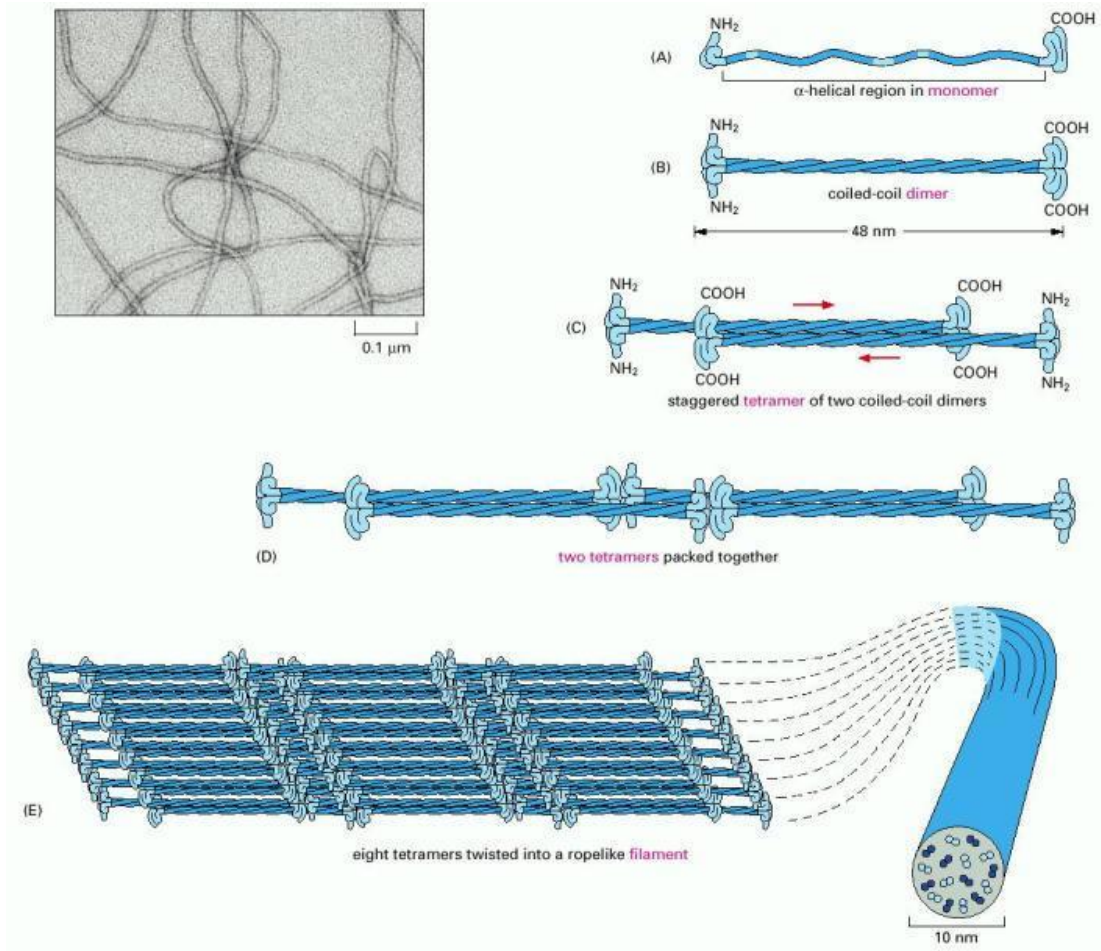 0.1 μm
NH₂
COOH
(A)
α-helical region in monomer
NH₂
COOH
(B)
coiled-coil dimer
NH₂
COOH
48 nm
NH₂
COOH
COOH
NH₂
(C)
NH₂
COOH
COOH
NH₂
staggered tetramer of two coiled-coil dimers
(D)
two tetramers packed together
(E)
eight tetramers twisted into a ropelike filament
10 nm